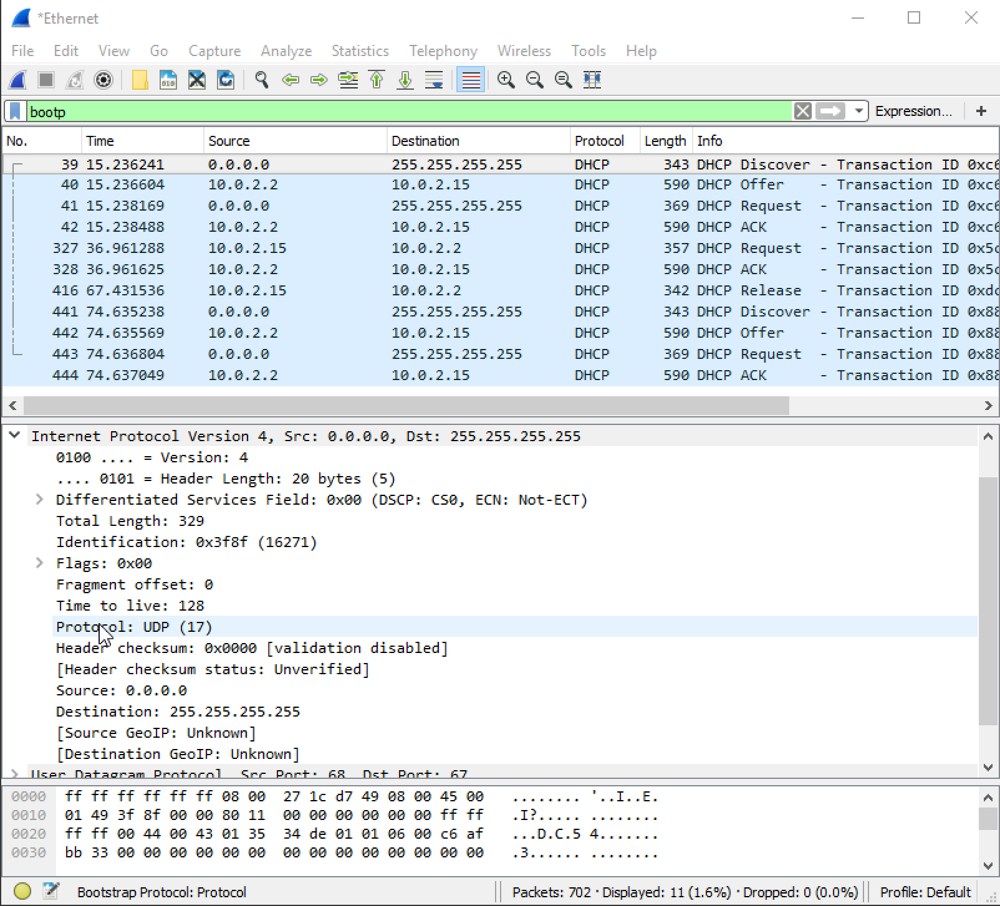 *Ethernet
File Edit View Go Capture Analyze Statistics Telephony Wireless Tools Help
bootp Expression... +
No. Time Source Destination Protocol Length Info
39 15.236241 0.0.0.0 255.255.255.255 DHCP 343 DHCP Discover - Transaction ID 0xc6
40 15.236604 10.0.2.2 10.0.2.15 DHCP 590 DHCP Offer - Transaction ID 0xc6
41 15.238169 0.0.0.0 255.255.255.255 DHCP 369 DHCP Request - Transaction ID 0xc6
42 15.238488 10.0.2.2 10.0.2.15 DHCP 590 DHCP ACK - Transaction ID 0xc6
327 36.961288 10.0.2.15 10.0.2.2 DHCP 357 DHCP Request - Transaction ID 0x5c
328 36.961625 10.0.2.2 10.0.2.15 DHCP 590 DHCP ACK - Transaction ID 0x5c
416 67.431536 10.0.2.15 10.0.2.2 DHCP 342 DHCP Release - Transaction ID 0xdc
441 74.635238 0.0.0.0 255.255.255.255 DHCP 343 DHCP Discover - Transaction ID 0x88
442 74.635569 10.0.2.2 10.0.2.15 DHCP 590 DHCP Offer - Transaction ID 0x88
443 74.636804 0.0.0.0 255.255.255.255 DHCP 369 DHCP Request - Transaction ID 0x88
444 74.637049 10.0.2.2 10.0.2.15 DHCP 590 DHCP ACK - Transaction ID 0x88
Internet Protocol Version 4, Src: 0.0.0.0, Dst: 255.255.255.255
0100 .... = Version: 4
.... 0101 = Header Length: 20 bytes (5)
Differentiated Services Field: 0x00 (DSCP: CS0, ECN: Not-ECT)
Total Length: 329
Identification: 0x3f8f (16271)
Flags: 0x00
Fragment offset: 0
Time to live: 128
Protocol: UDP (17)
Header checksum: 0x0000 [validation disabled]
[Header checksum status: Unverified]
Source: 0.0.0.0
Destination: 255.255.255.255
[Source GeoIP: Unknown]
[Destination GeoIP: Unknown]
User Datagram Protocol, Src Port: 68, Dst Port: 67
0000 ff ff ff ff ff ff 08 00 27 1c d7 49 08 00 45 00 ........ '..I..E.
0010 01 49 3f 8f 00 00 80 11 00 00 00 00 00 00 ff ff .I?..... ........
0020 ff ff 00 44 00 43 01 35 34 de 01 01 06 00 c6 af ...D.C.5 4.......
0030 bb 33 00 00 00 00 00 00 00 00 00 00 00 00 00 00 .3...... ........
Bootstrap Protocol: Protocol Packets: 702 · Displayed: 11 (1.6%) · Dropped: 0 (0.0%) Profile: Default